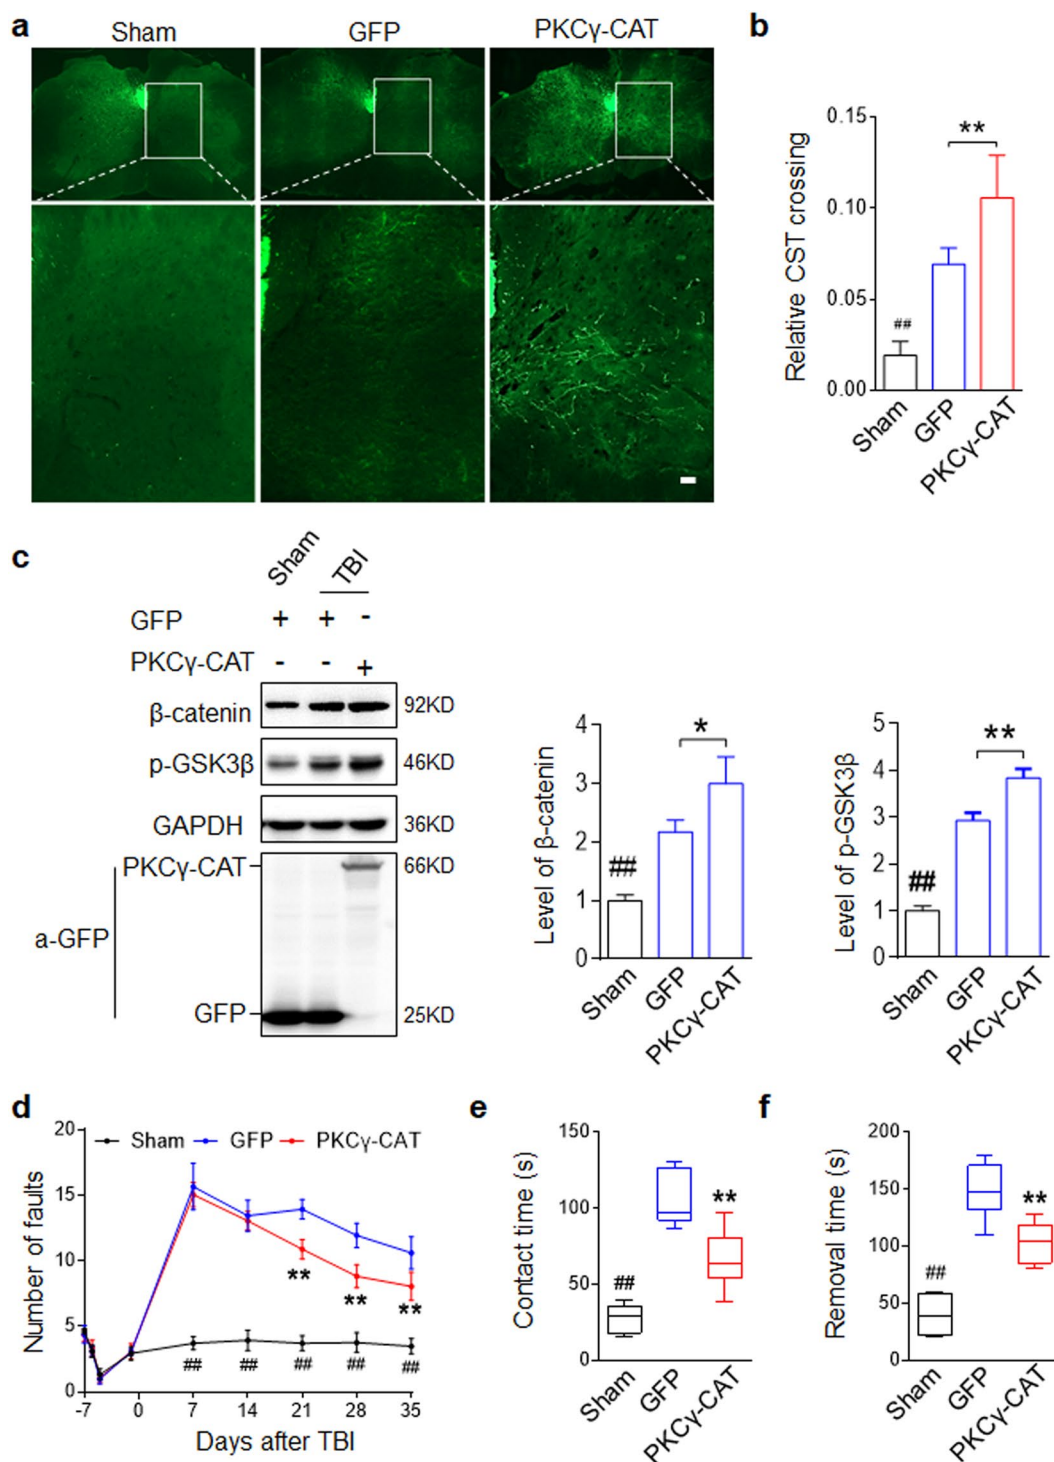 a
Sham
GFP
PKCγ-CAT
b
0.15
0.10
0.05
0.00
Relative CST crossing
##
**
Sham
GFP
PKCγ-CAT
c
Sham
TBI
GFP + + -
PKCγ-CAT - - +
β-catenin 92KD
p-GSK3β 46KD
GAPDH 36KD
PKCγ-CAT 66KD
a-GFP
GFP 25KD
Level of β-catenin
4
3
2
1
0
##
*
Sham
GFP
PKCγ-CAT
Level of p-GSK3β
5
4
3
2
1
0
##
**
Sham
GFP
PKCγ-CAT
d
Sham GFP PKCγ-CAT
Number of faults
20
15
10
5
0
** ** **
## ## ## ## ##
-7 0 7 14 21 28 35
Days after TBI
e
Contact time (s)
150
100
50
0
##
**
Sham
GFP
PKCγ-CAT
f
Removal time (s)
200
150
100
50
0
##
**
Sham
GFP
PKCγ-CAT